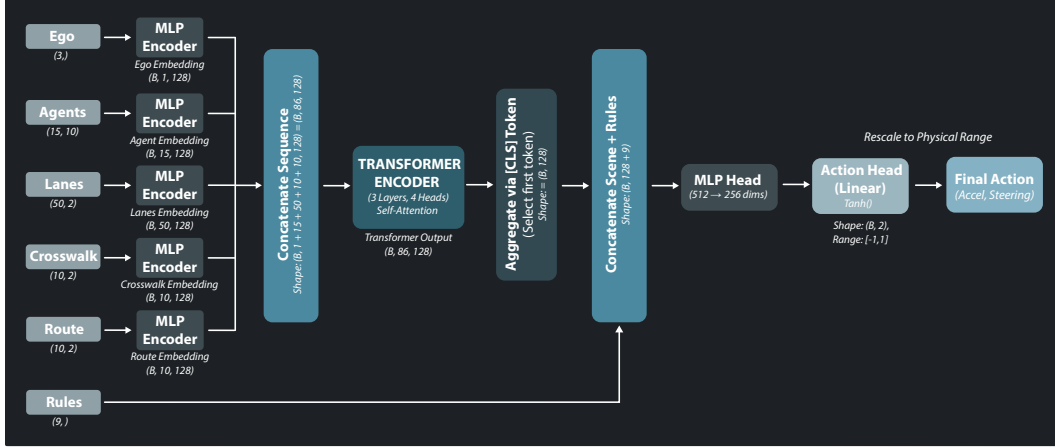 Ego
(3,)
MLP
Encoder
Ego Embedding
(B, 1, 128)
Agents
(15, 10)
MLP
Encoder
Agent Embedding
(B, 15, 128)
Lanes
(50, 2)
MLP
Encoder
Lanes Embedding
(B, 50, 128)
Crosswalk
(10, 2)
MLP
Encoder
Crosswalk Embedding
(B, 10, 128)
Route
(10, 2)
MLP
Encoder
Route Embedding
(B, 10, 128)
Rules
(9, )
Concatenate Sequence
Shape: (B, 1 + 15 + 50 + 10 + 10, 128) = (B, 86, 128)
TRANSFORMER
ENCODER
(3 Layers, 4 Heads)
Self-Attention
Transformer Output
(B, 86, 128)
Aggregate via [CLS] Token
(Select first token)
Shape: = (B, 128)
Concatenate Scene + Rules
Shape: (B, 128 + 9)
MLP Head
(512 → 256 dims)
Rescale to Physical Range
Action Head
(Linear)
Tanh()
Shape: (B, 2),
Range: [-1,1]
Final Action
(Accel, Steering)